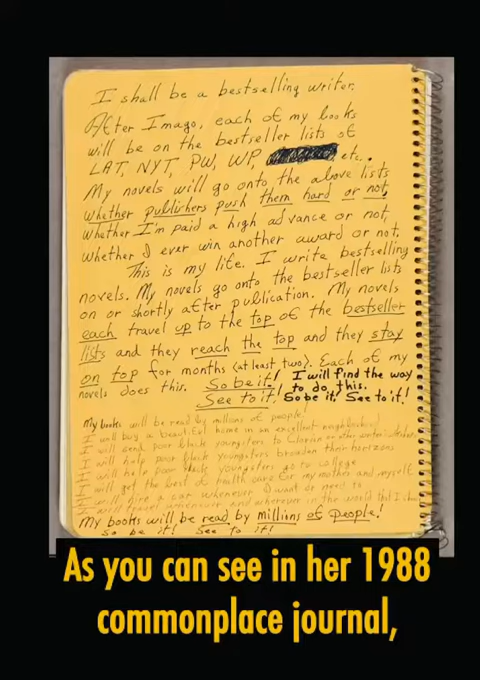 I shall be a bestselling writer.
After Imago, each of my books
will be on the bestseller lists of
LAT, NYT, PW, WP etc..
My novels will go onto the above lists
whether publishers push them hard or not,
whether I'm paid a high advance or not,
whether I ever win another award or not.
This is my life. I write bestselling
novels. My novels go onto the bestseller lists
on or shortly after publication. My novels
each travel up to the top of the bestseller
lists and they reach the top and they stay
on top for months (at least two). Each of my
novels does this. So be it! I will find the way
to do this.
See to it! So be it! See to it!
My books will be read by millions of people!
I will buy a beautiful home in an excellent neighborhood
I will send poor black youngsters to Clarion or other writer's
I will help poor black youngsters broaden their horizons
I will help poor black youngsters go to college
I will get the best of health care for my mother and myself
I will hire a car whenever I want or need to
I will travel whenever and wherever in the world that I
My books will be read by millions of people!
So be it! See to it!
As you can see in her 1988
commonplace journal,